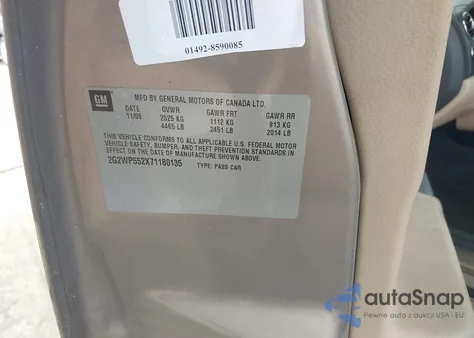 01492-8590085
GM
MFD BY GENERAL MOTORS OF CANADA LTD.
DATE GVWR GAWR FRT GAWR RR
11/06 2025 KG 1112 KG 913 KG
4465 LB 2451 LB 2014 LB
THIS VEHICLE CONFORMS TO ALL APPLICABLE U.S. FEDERAL MOTOR
VEHICLE SAFETY, BUMPER, AND THEFT PREVENTION STANDARDS IN
EFFECT ON THE DATE OF MANUFACTURE SHOWN ABOVE.
2G2WP552X71180135 TYPE: PASS CAR
autoSnap
Pewne auta z aukcji USA i EU